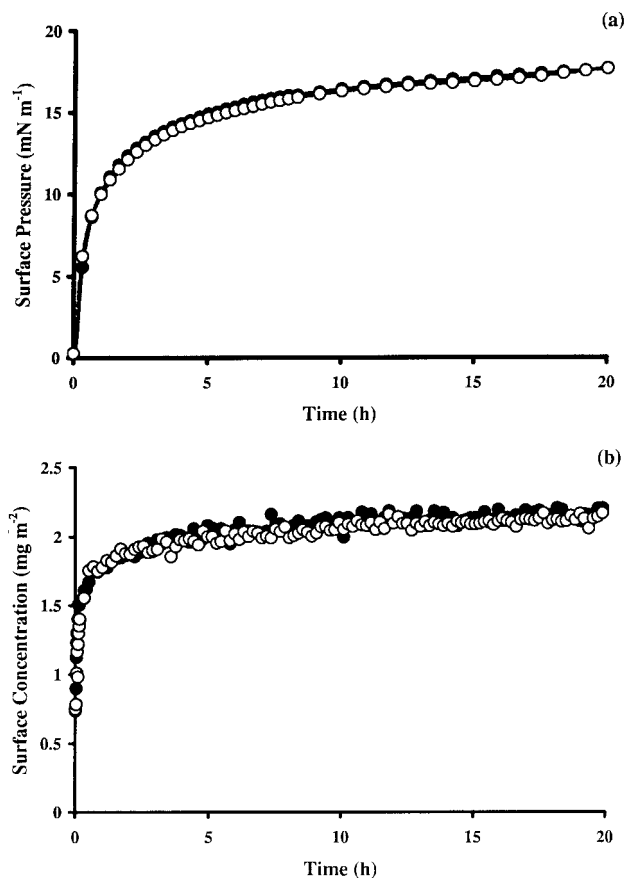 (a)
20
15
10
5
0
Surface Pressure (mN m-1)
0 5 10 15 20
Time (h)
(b)
2.5
2
1.5
1
0.5
0
Surface Concentration (mg m-2)
0 5 10 15 20
Time (h)